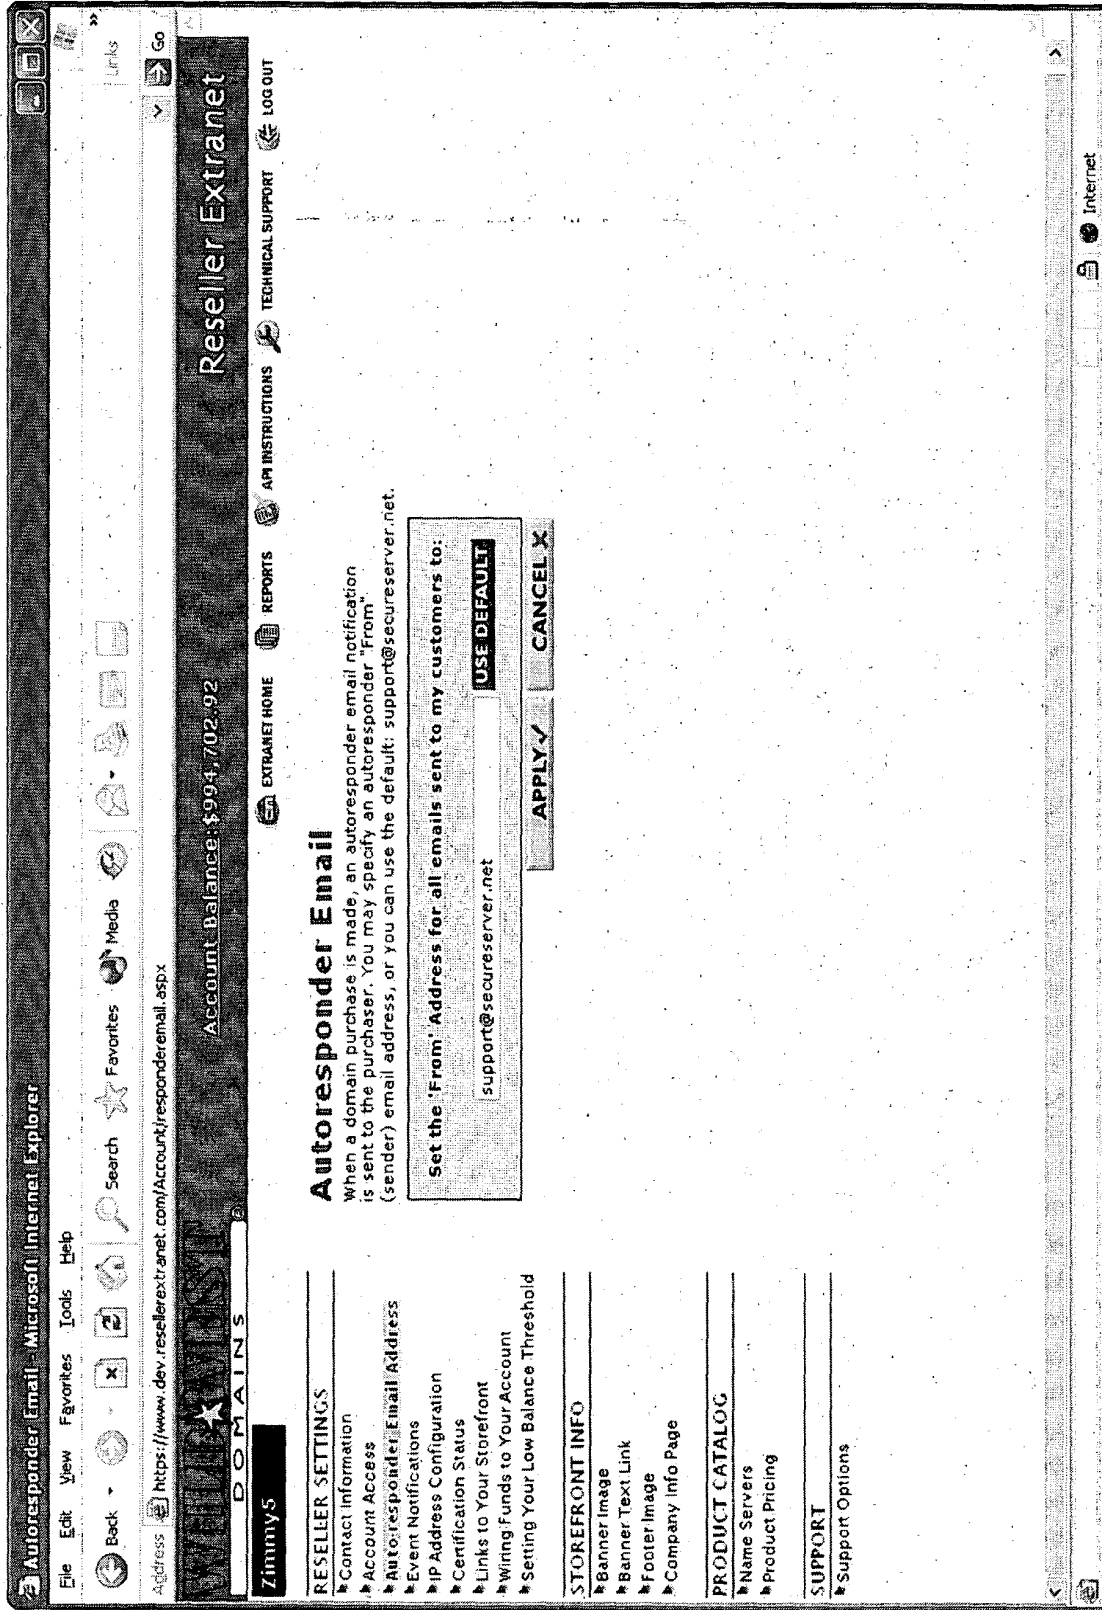 Autoresponder Email - Microsoft Internet Explorer
File Edit View Favorites Tools Help
Back Search Favorites Media
Links
Address https://www.dev.resellerextranet.com/Account/responderemail.aspx Go
WILD WEST
DOMAINS
Account Balance: $994,702.92
Reseller Extranet
Zimmy5
EXTRANET HOME REPORTS API INSTRUCTIONS TECHNICAL SUPPORT LOG OUT
RESELLER SETTINGS
Contact Information
Account Access
Auto-responder Email Address
Event Notifications
IP Address Configuration
Certification Status
Links to Your Storefront
Wiring Funds to Your Account
Setting Your Low Balance Threshold
STOREFRONT INFO
Banner Image
Banner Text Link
Footer Image
Company Info Page
PRODUCT CATALOG
Name Servers
Product Pricing
SUPPORT
Support Options
Autoresponder Email
When a domain purchase is made, an autoresponder email notification
is sent to the purchaser. You may specify an autoresponder "From"
(sender) email address, or you can use the default: support@secureserver.net.
Set the 'From' Address for all emails sent to my customers to:
support@secureserver.net USE DEFAULT
APPLY CANCEL X
Internet